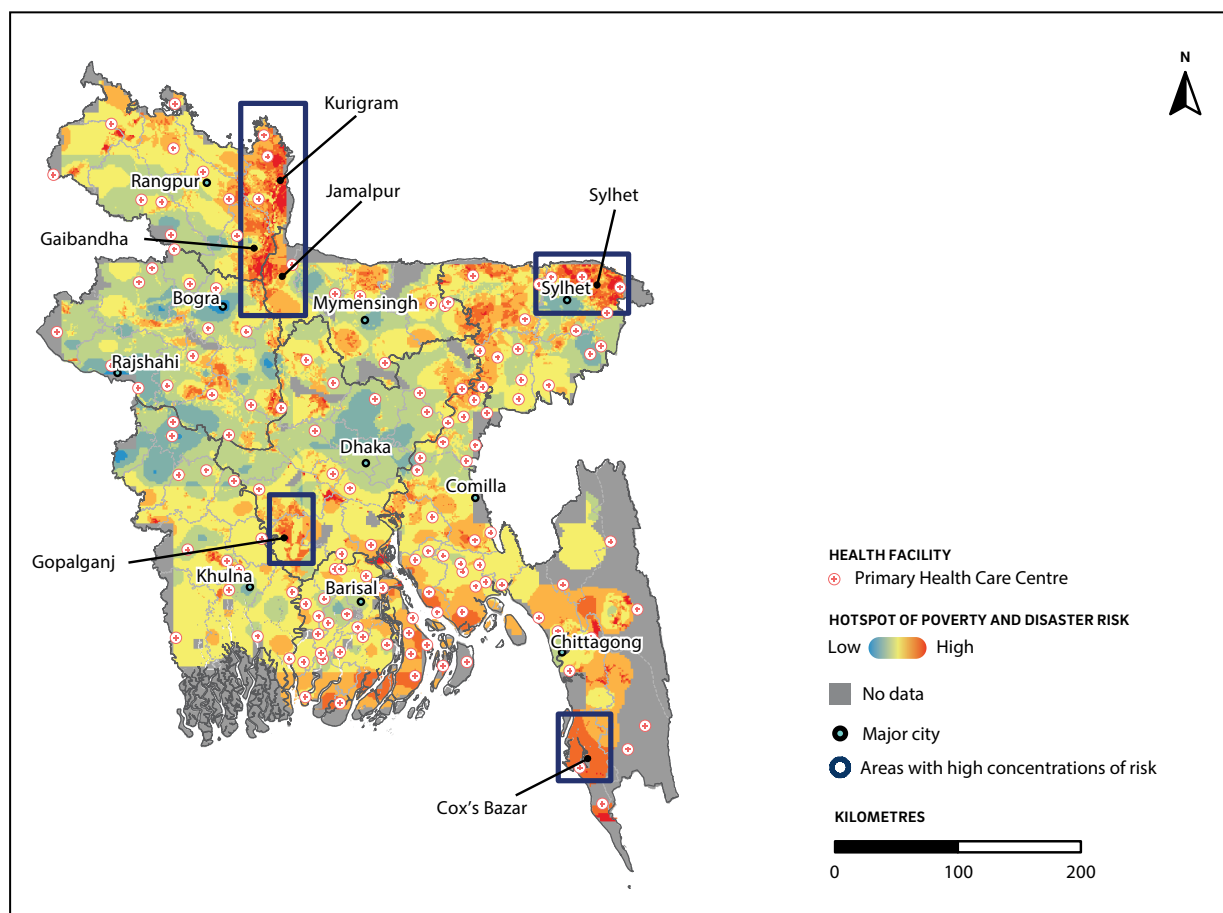 N
Kurigram
Jamalpur
Rangpur
Sylhet
Gaibandha
Bogra
Mymensingh
Sylhet
Rajshahi
Dhaka
Comilla
Gopalganj
Khulna
Barisal
Chittagong
Cox's Bazar
HEALTH FACILITY
Primary Health Care Centre
HOTSPOT OF POVERTY AND DISASTER RISK
Low High
No data
Major city
Areas with high concentrations of risk
KILOMETRES
0 100 200